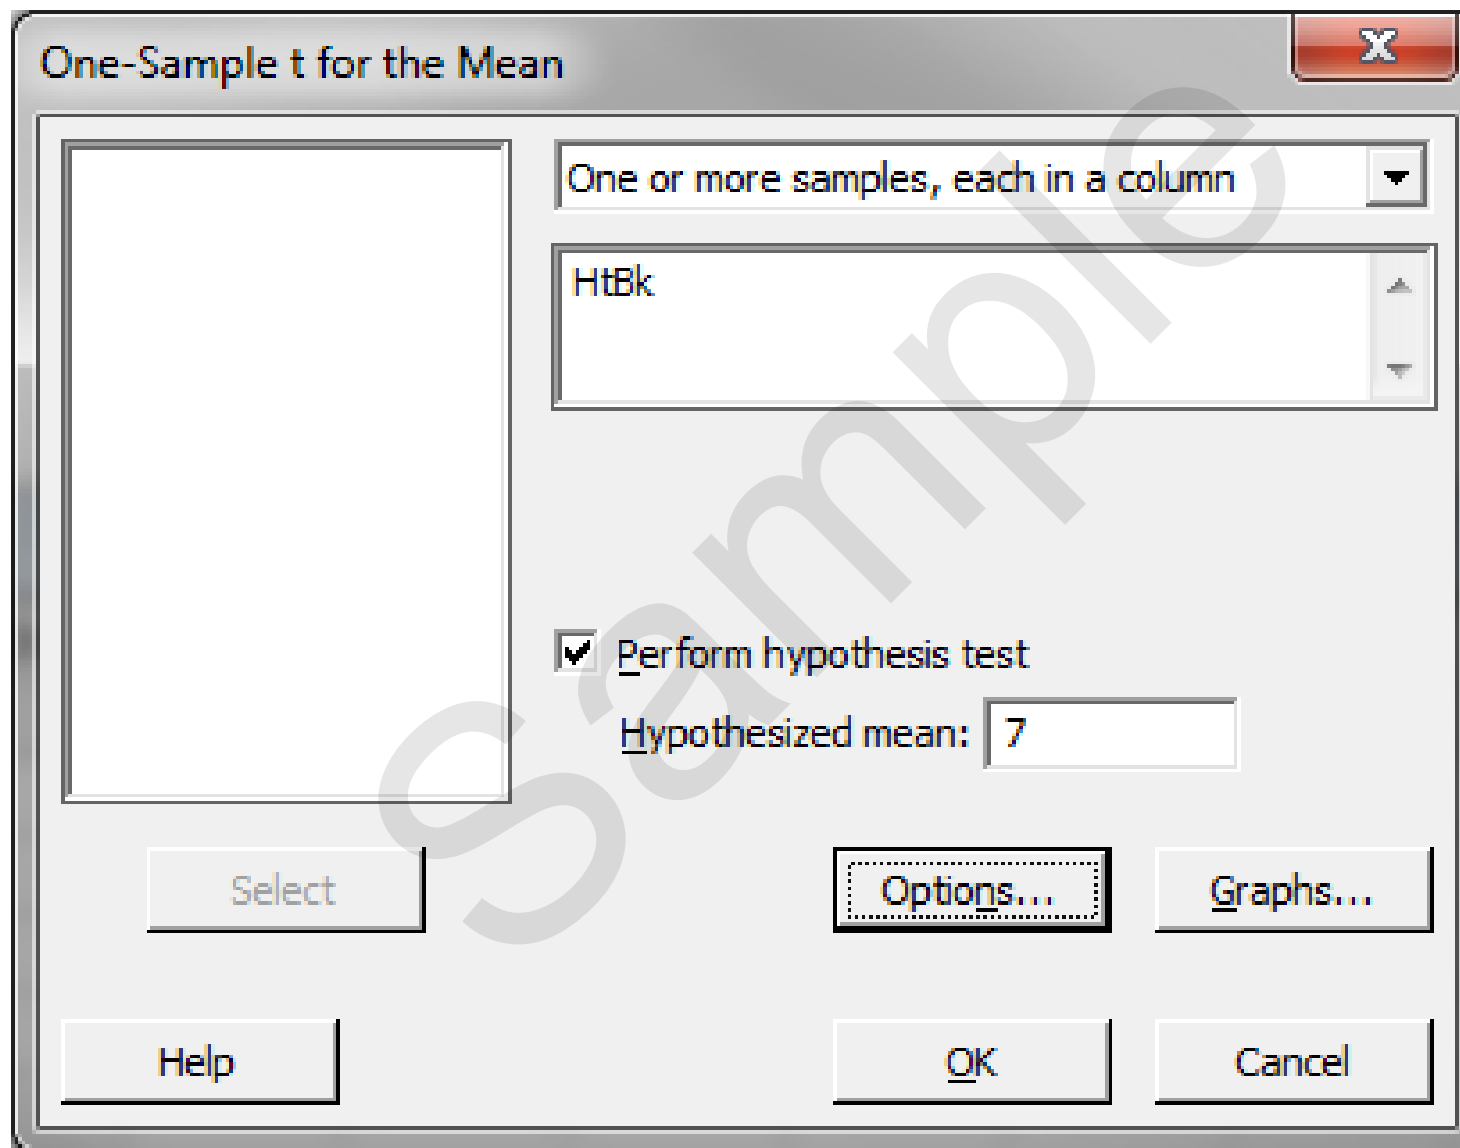 One-Sample t for the Mean
One or more samples, each in a column
HtBk
Perform hypothesis test
Hypothesized mean: 7
Select
Options...
Graphs...
Help
OK
Cancel
Sample